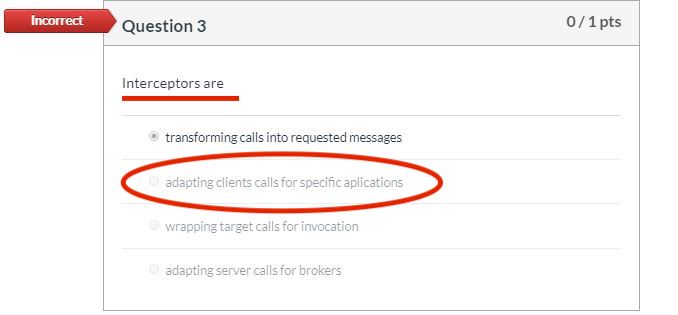 Incorrect
Question 3
0 / 1 pts
Interceptors are
transforming calls into requested messages
adapting clients calls for specific aplications
wrapping target calls for invocation
adapting server calls for brokers